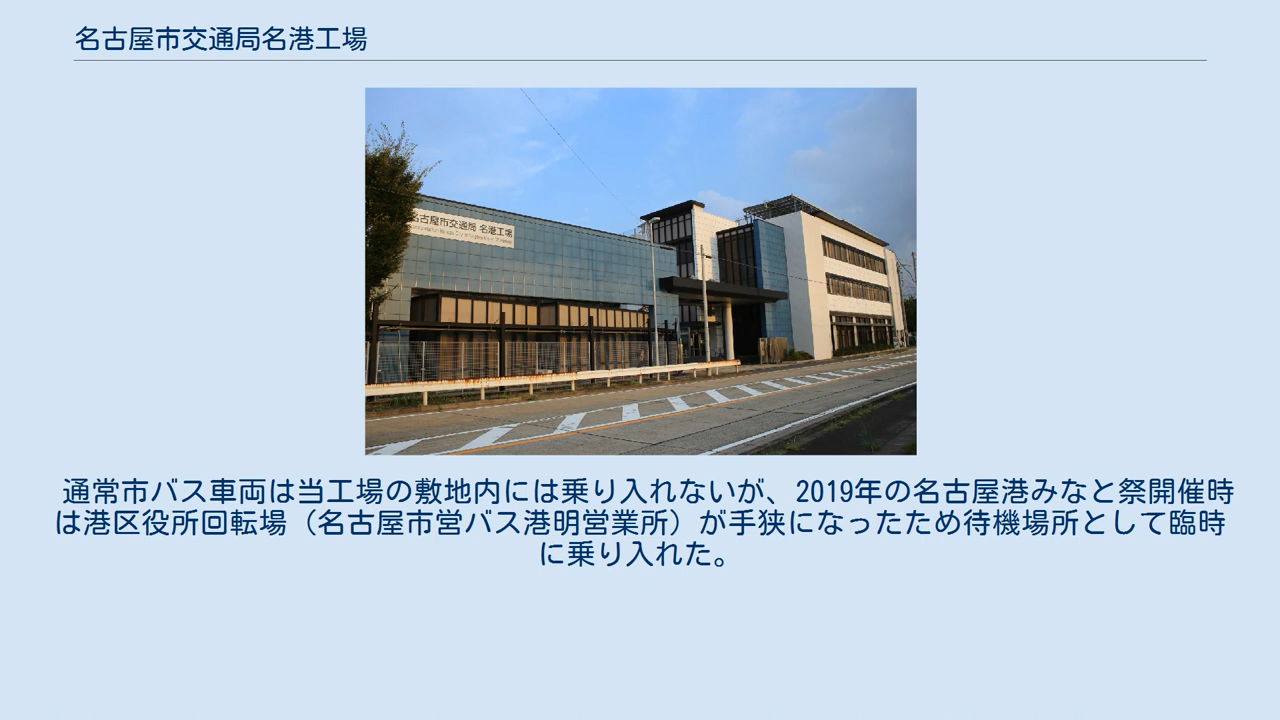 名古屋市交通局名港工場
名古屋市交通局 名港工場
通常市バス車両は当工場の敷地内には乗り入れないが、2019年の名古屋港みなと祭開催時
は港区役所回転場（名古屋市営バス港明営業所）が手狭になったため待機場所として臨時
に乗り入れた。